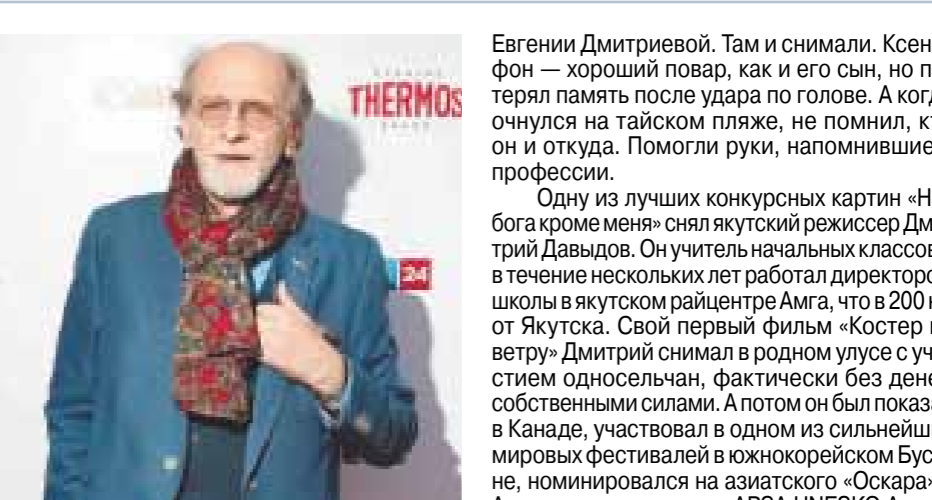 THERMOS
24
Евгении Дмитриевой. Там и снимали. Ксен
фон — хороший повар, как и его сын, но п
терял память после удара по голове. А ког
очнулся на тайском пляже, не помнил, к
он и откуда. Помогли руки, напомнившие
профессии.
Одну из лучших конкурсных картин «Н
бога кроме меня» снял якутский режиссер Дм
трий Давыдов. Он учитель начальных классов
в течение нескольких лет работал директоро
школы в якутском райцентре Амга, что в 200
от Якутска. Свой первый фильм «Костер
ветру» Дмитрий снимал в родном улусе с уч
стием односельчан, фактически без дене
собственными силами. А потом он был показа
в Канаде, участвовал в одном из сильнейш
мировых фестивалей в южнокорейском Бус
не, номинировался на азиатского «Оскара»